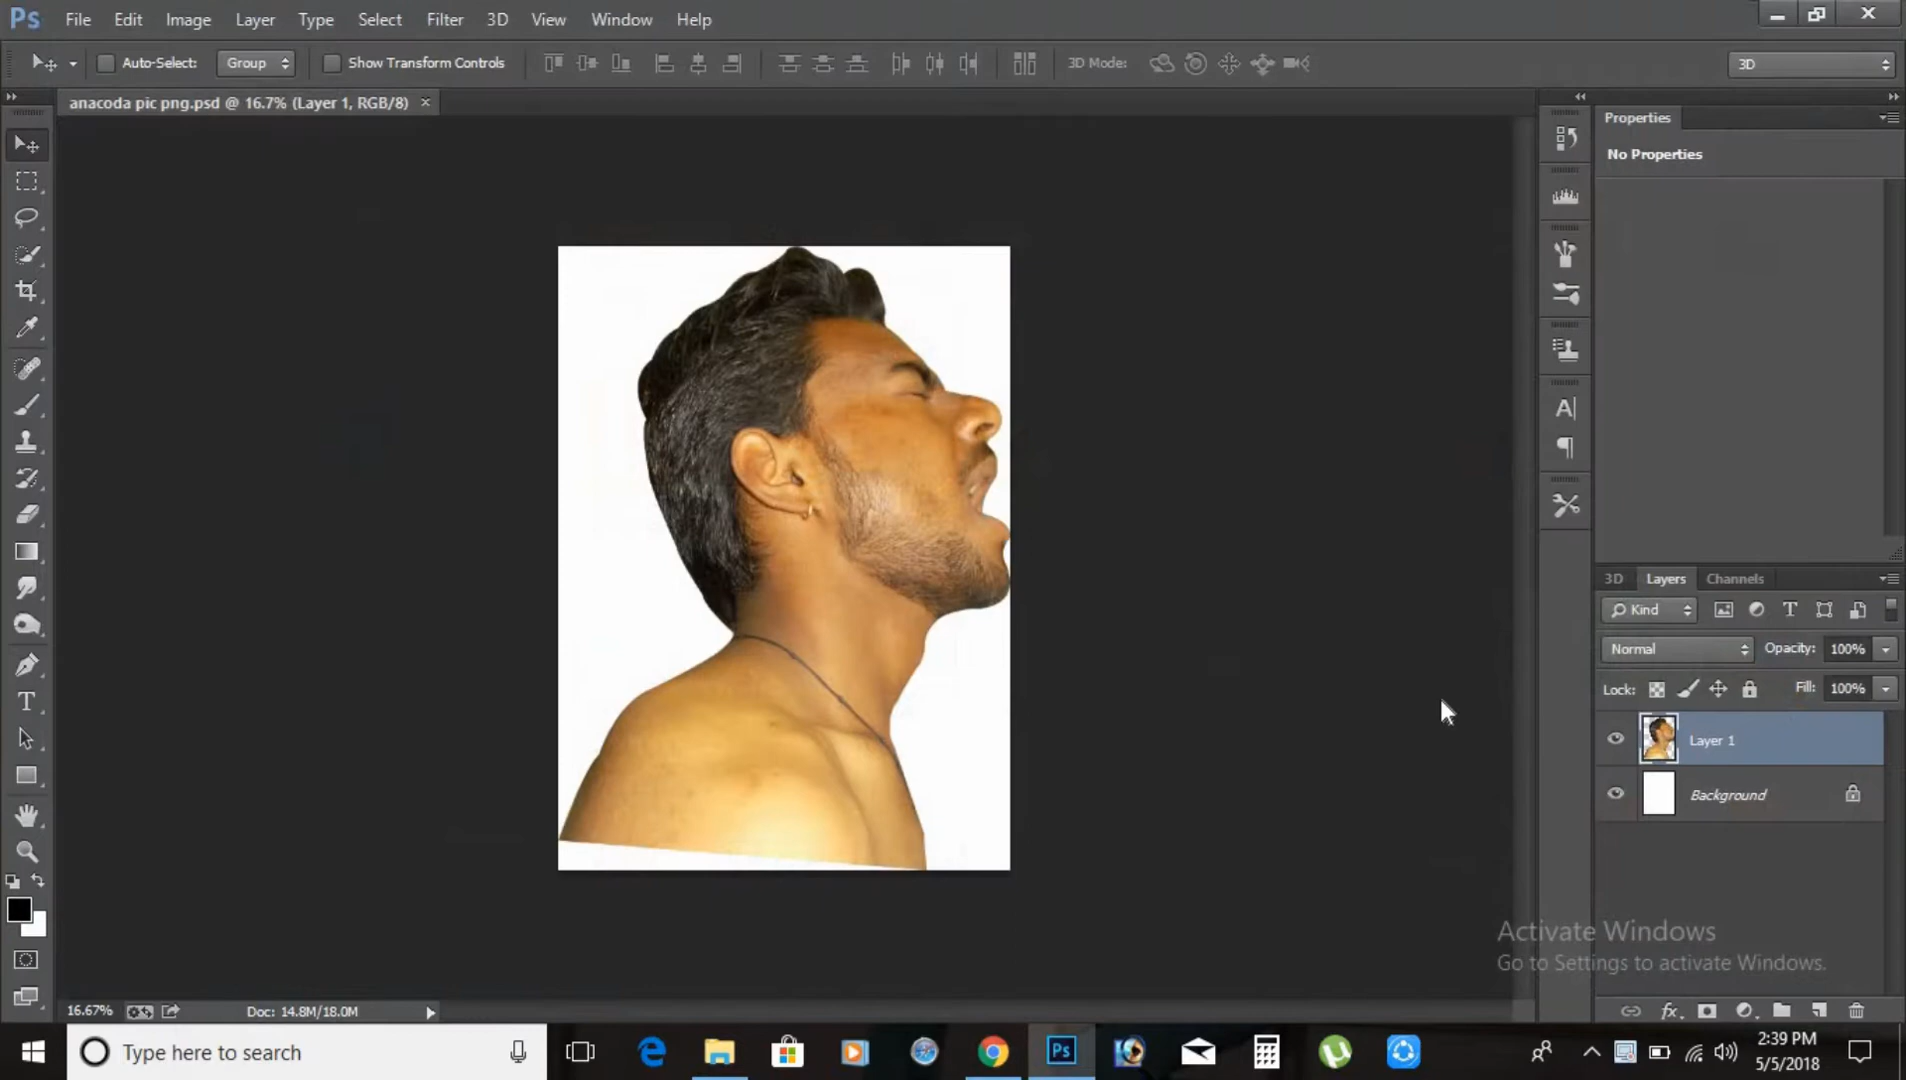 Ps File Edit Image Layer Type Select Filter 3D View Window Help
Auto-Select: Group Show Transform Controls 3D Mode: 3D
anacoda pic png.psd @ 16.7% (Layer 1, RGB/8) ×
Properties
No Properties
3D Layers Channels
Kind
Normal Opacity: 100%
Lock: Fill: 100%
Layer 1
Background
Activate Windows
Go to Settings to activate Windows.
16.67% Doc: 14.8M/18.0M
Type here to search
Ps
2:39 PM
5/5/2018